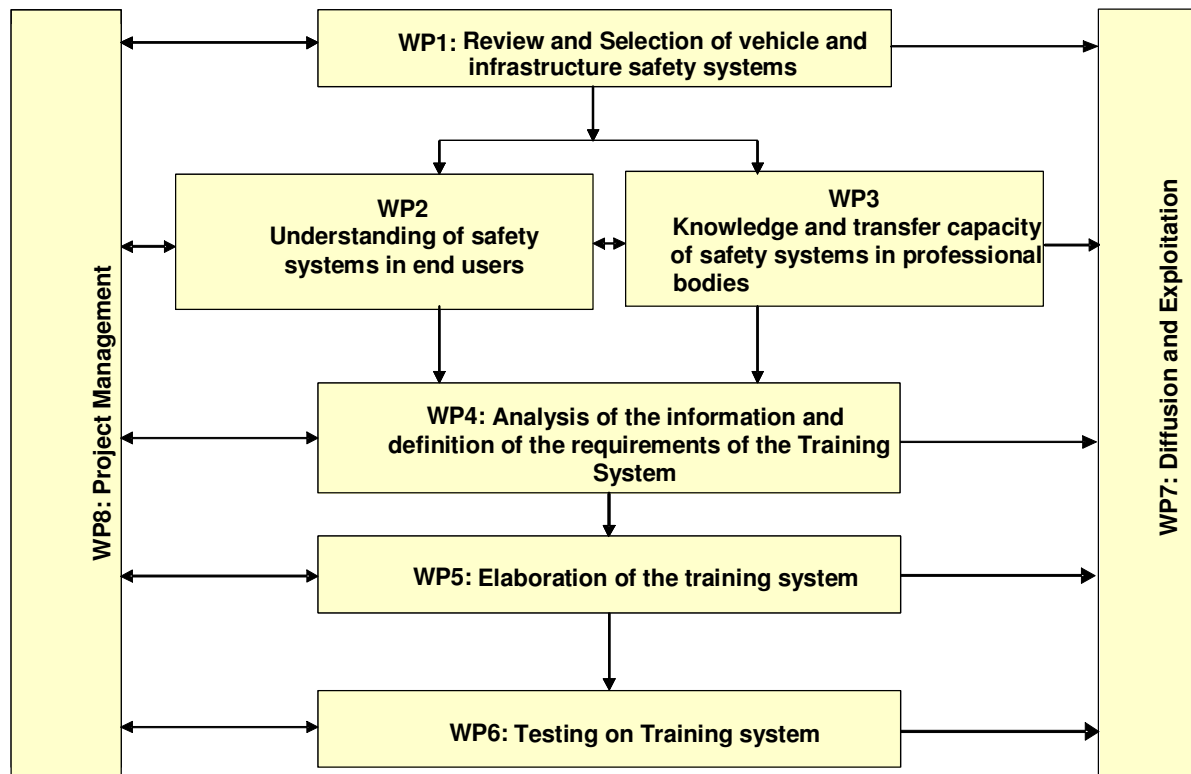 WP1: Review and Selection of vehicle and
infrastructure safety systems
WP2
Understanding of safety
systems in end users
WP3
Knowledge and transfer capacity
of safety systems in professional
bodies
WP8: Project Management
WP7: Diffusion and Exploitation
WP4: Analysis of the information and
definition of the requirements of the Training
System
WP5: Elaboration of the training system
WP6: Testing on Training system